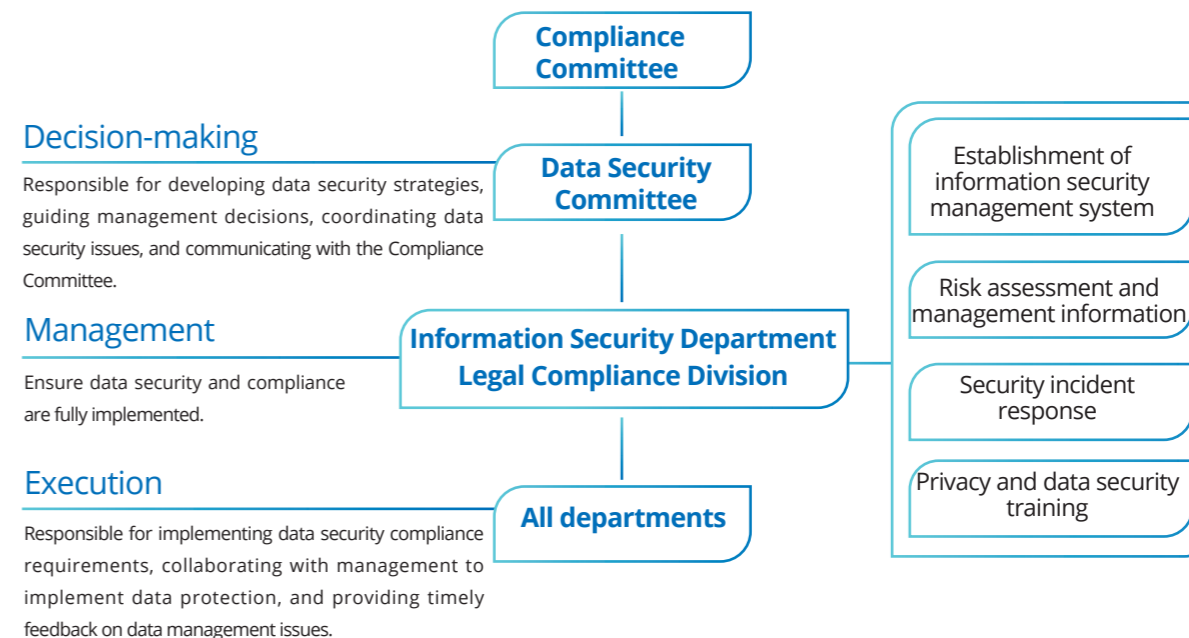 Compliance
Committee
Decision-making
Responsible for developing data security strategies,
guiding management decisions, coordinating data
security issues, and communicating with the Compliance
Committee.
Data Security
Committee
Management
Ensure data security and compliance
are fully implemented.
Information Security Department
Legal Compliance Division
Execution
Responsible for implementing data security compliance
requirements, collaborating with management to
implement data protection, and providing timely
feedback on data management issues.
All departments
Establishment of
information security
management system
Risk assessment and
management information
Security incident
response
Privacy and data security
training